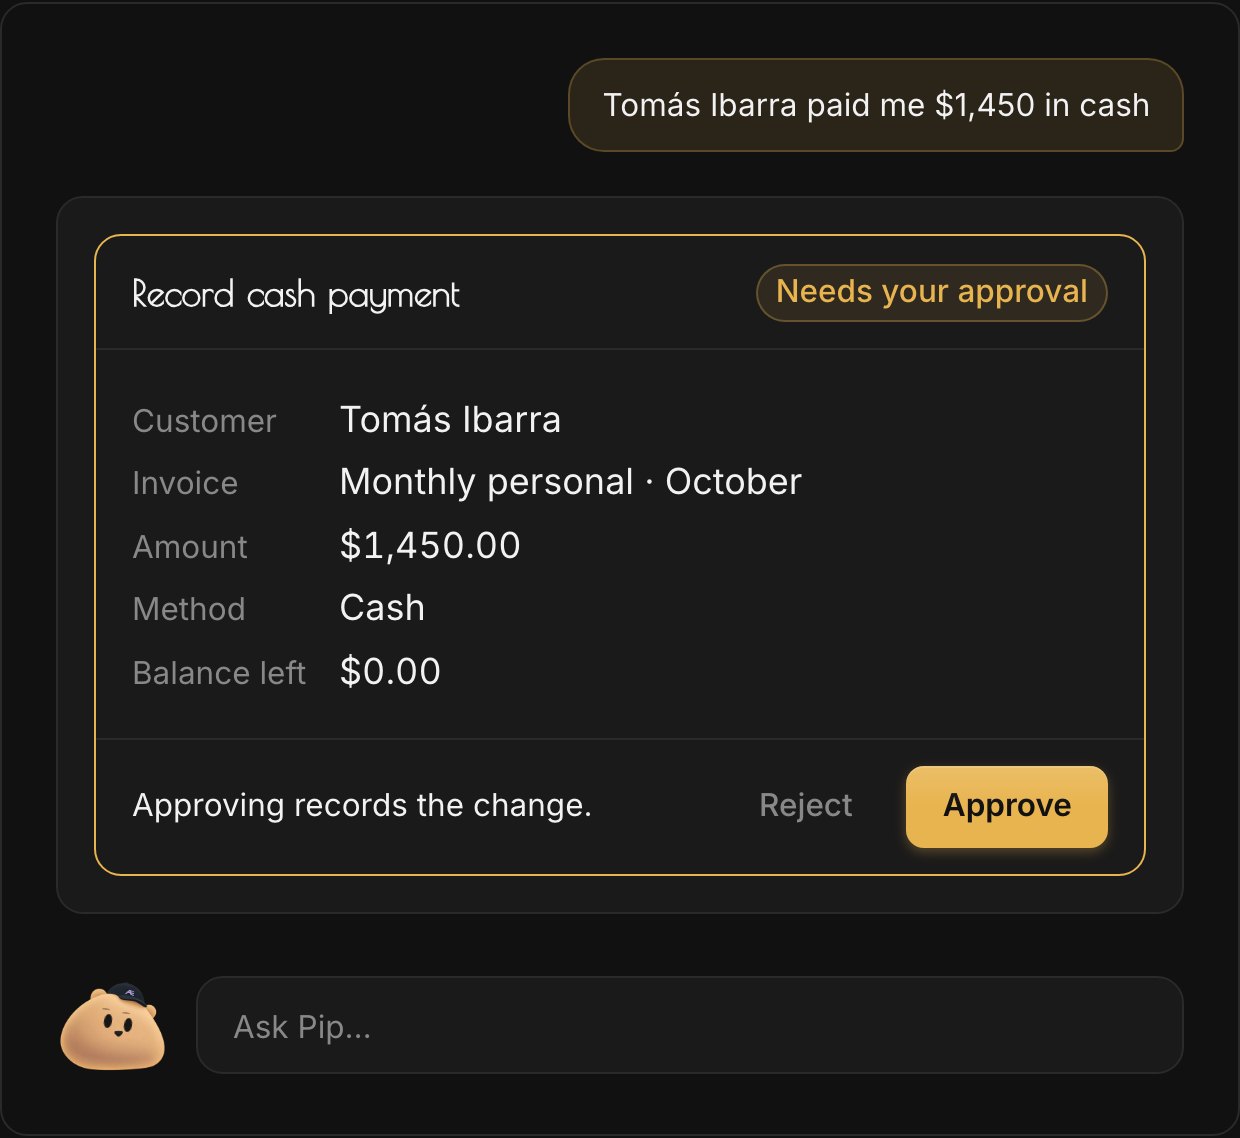 Tomás Ibarra paid me $1,450 in cash
Record cash payment
Needs your approval
Customer Tomás Ibarra
Invoice Monthly personal · October
Amount $1,450.00
Method Cash
Balance left $0.00
Approving records the change.
Reject
Approve
Ask Pip...